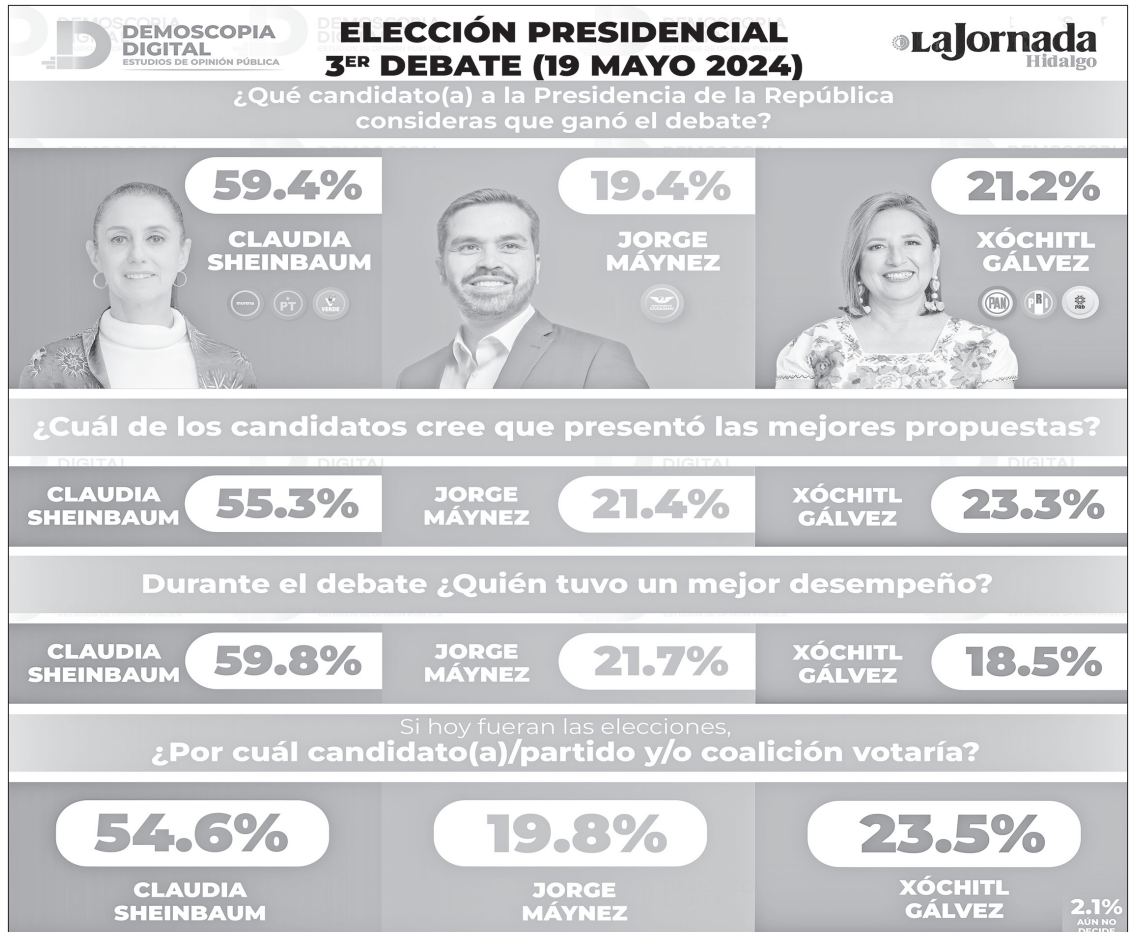 DEMOSCOPIA
DIGITAL
ESTUDIOS DE OPINIÓN PÚBLICA
ELECCIÓN PRESIDENCIAL
3ER DEBATE (19 MAYO 2024)
LaJornada
Hidalgo
¿Qué candidato(a) a la Presidencia de la República
consideras que ganó el debate?
59.4%
CLAUDIA
SHEINBAUM
morena PT VERDE
19.4%
JORGE
MÁYNEZ
21.2%
XÓCHITL
GÁLVEZ
PAN PRI PRD
¿Cuál de los candidatos cree que presentó las mejores propuestas?
CLAUDIA
SHEINBAUM
55.3%
JORGE
MÁYNEZ
21.4%
XÓCHITL
GÁLVEZ
23.3%
Durante el debate ¿Quién tuvo un mejor desempeño?
CLAUDIA
SHEINBAUM
59.8%
JORGE
MÁYNEZ
21.7%
XÓCHITL
GÁLVEZ
18.5%
Si hoy fueran las elecciones,
¿Por cuál candidato(a)/partido y/o coalición votaría?
54.6%
CLAUDIA
SHEINBAUM
19.8%
JORGE
MÁYNEZ
23.5%
XÓCHITL
GÁLVEZ
2.1%
AÚN NO
DECIDE